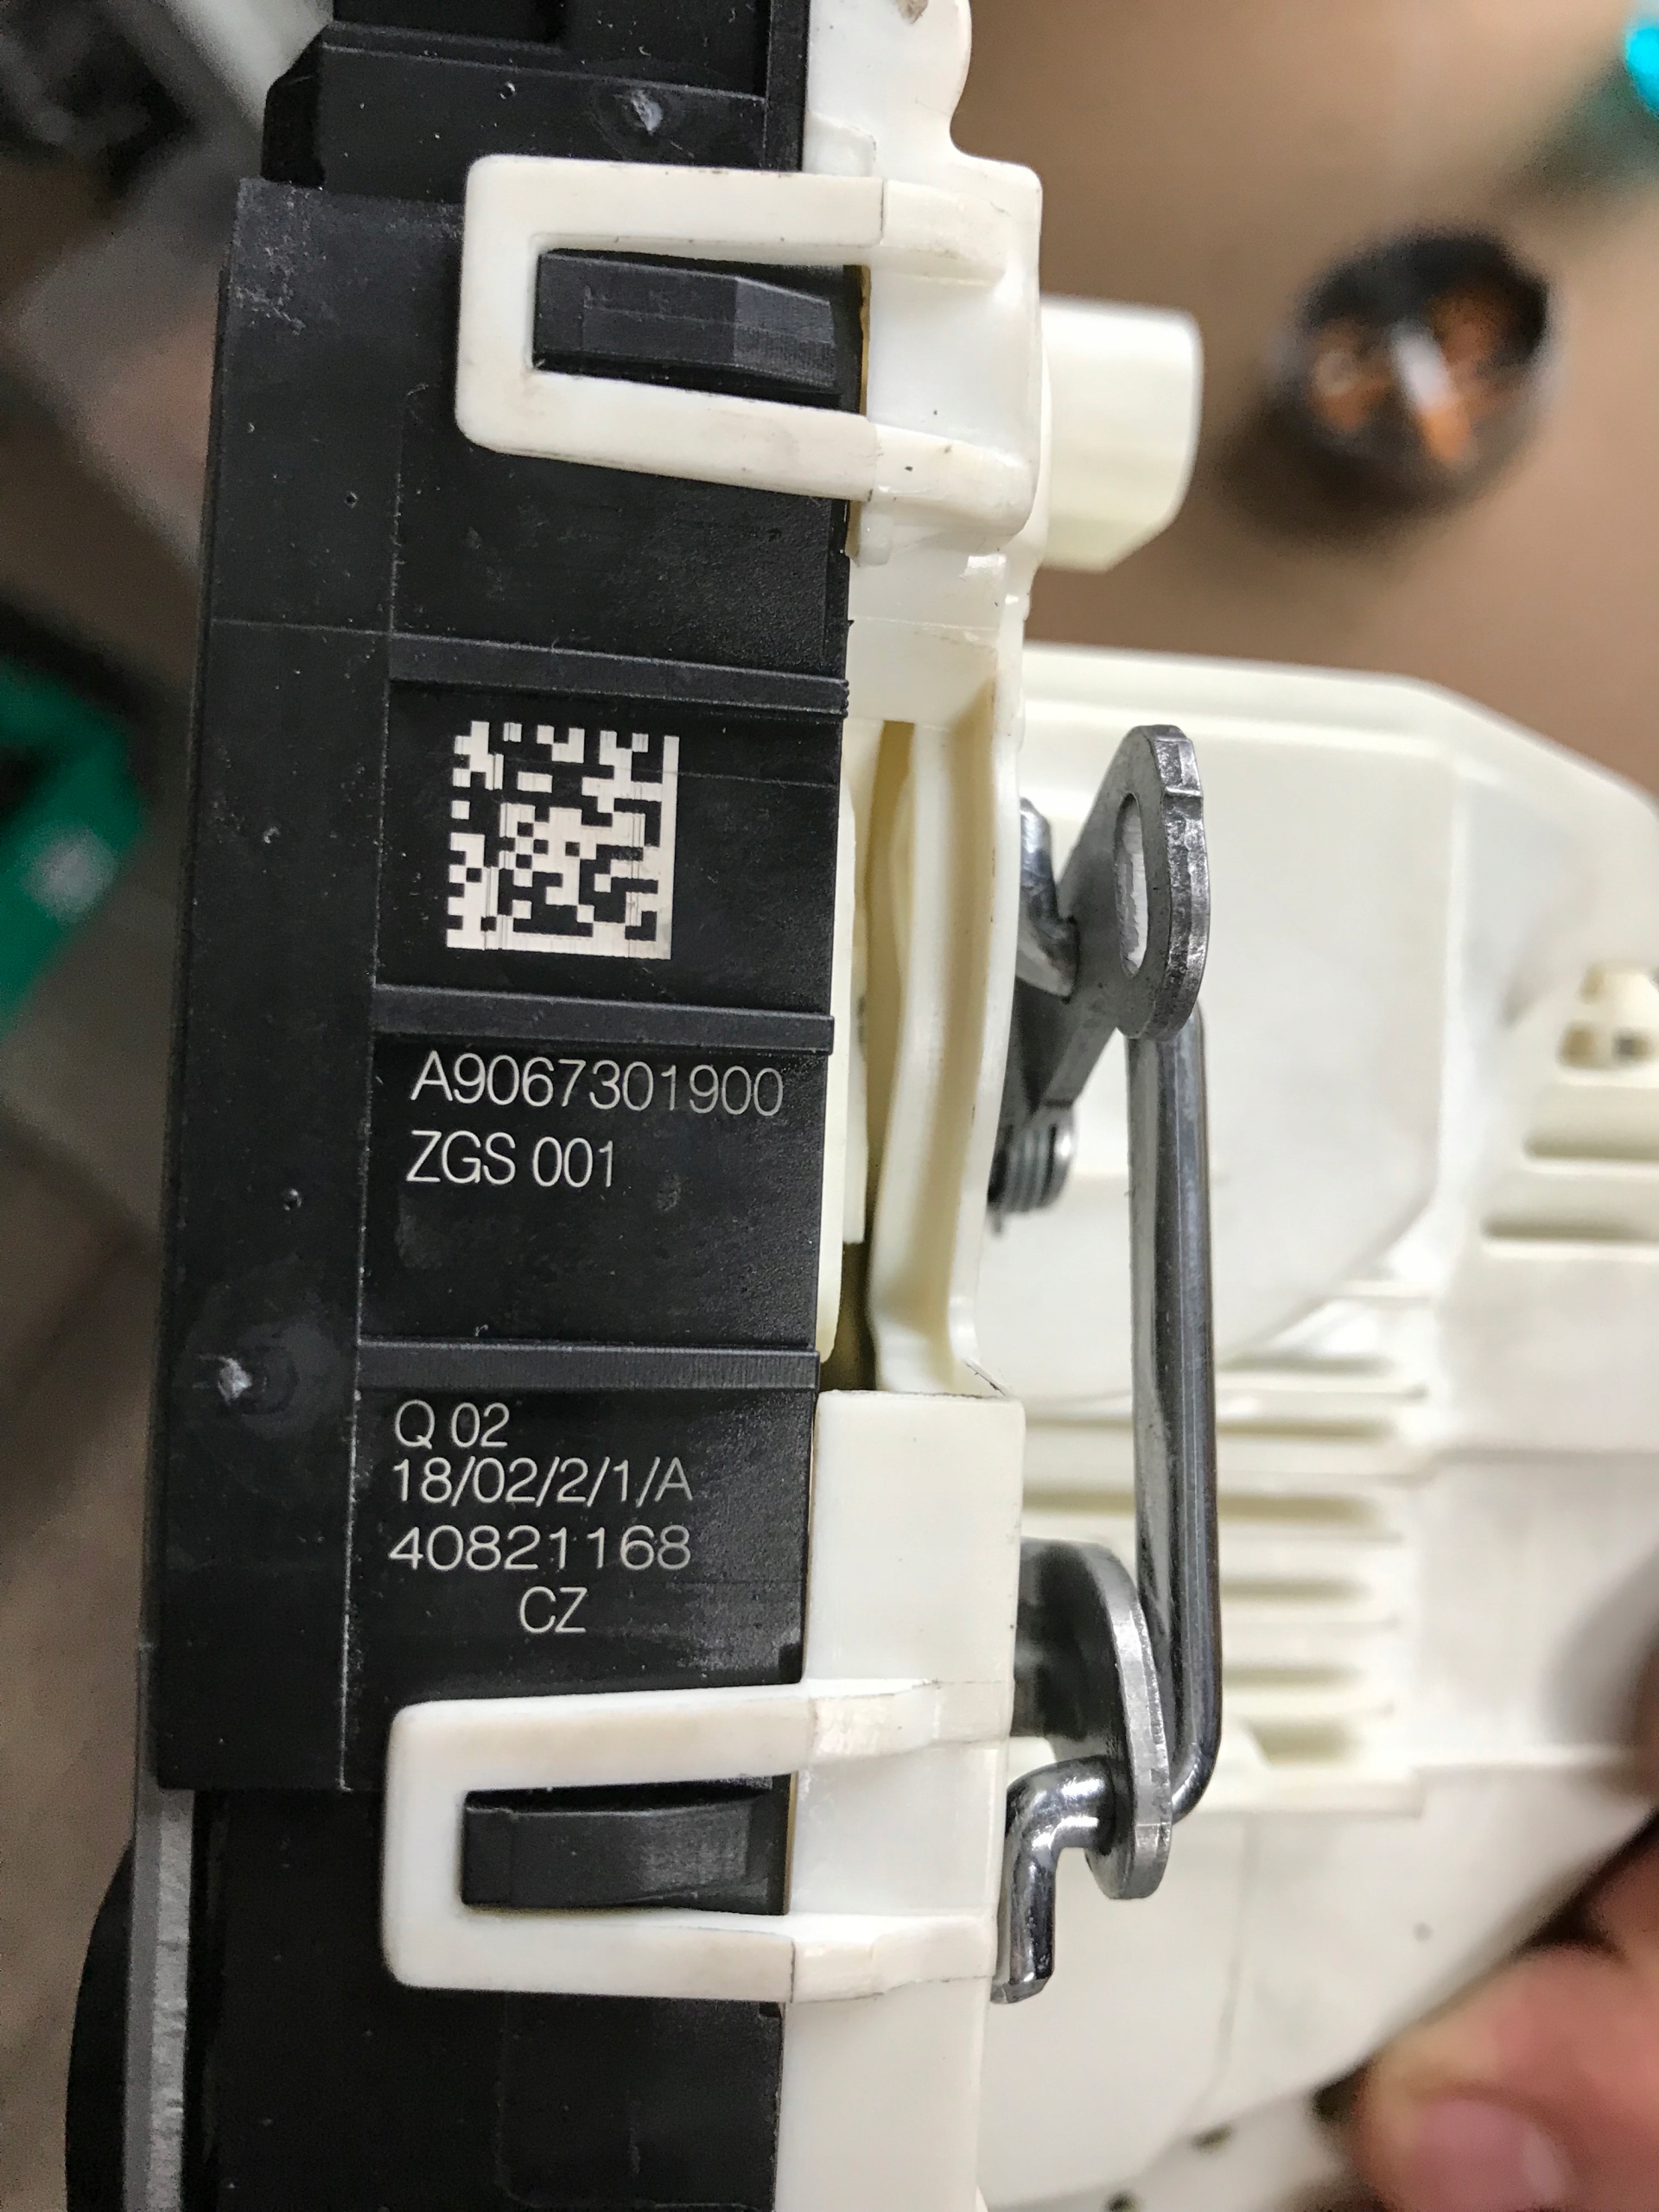 A9067301900
ZGS 001
Q 02
18/02/2/1/A
40821168
CZ